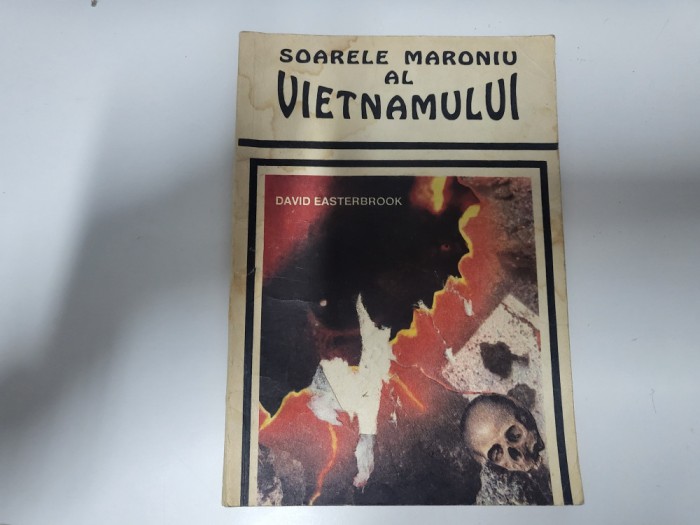 SOARELE MARONIU
AL
VIETNAMULUI
DAVID EASTERBROOK